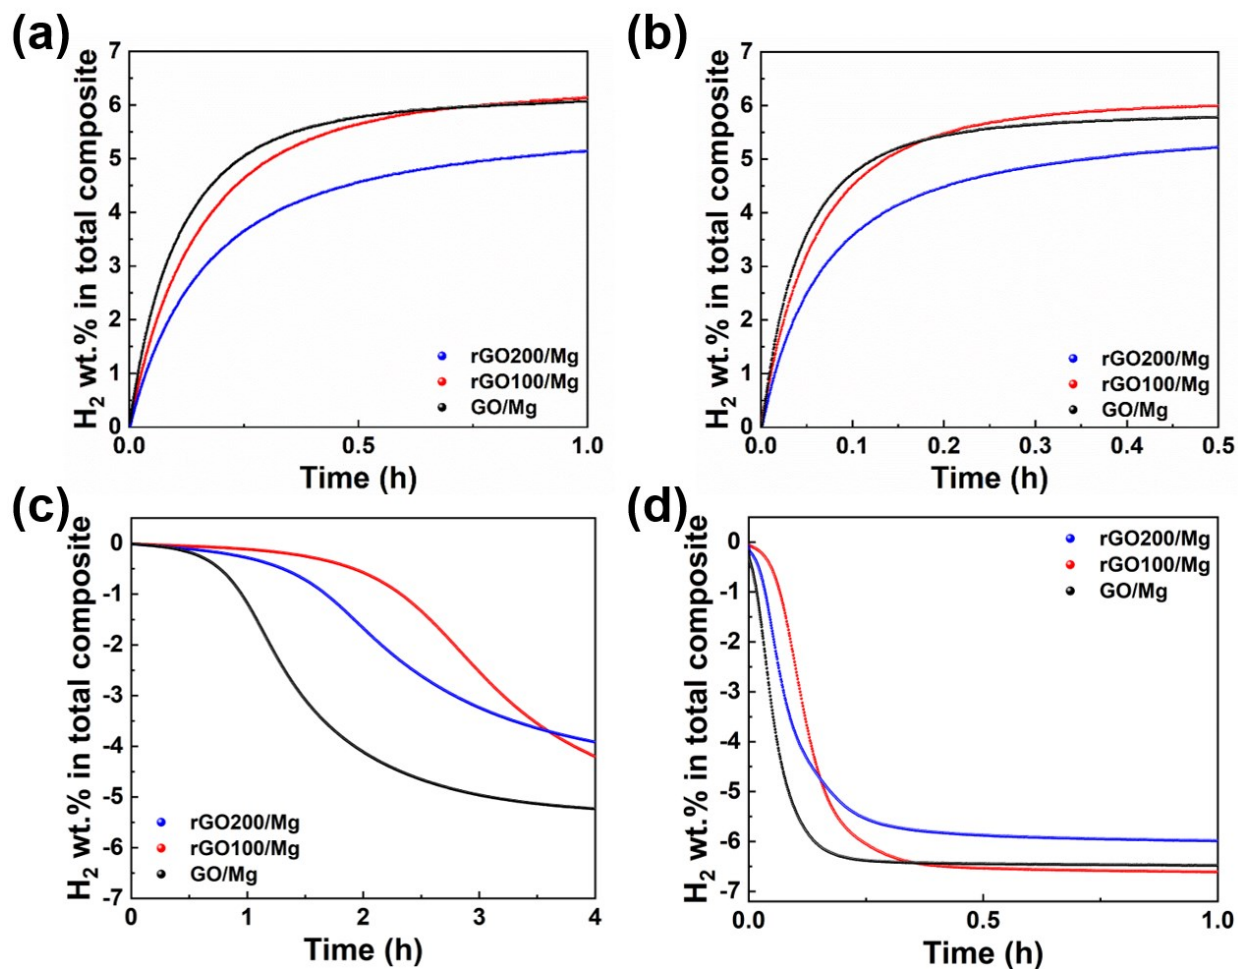 (a)
H2 wt.% in total composite
7
6
5
4
3
2
1
0
rGO200/Mg
rGO100/Mg
GO/Mg
0.0
0.5
1.0
Time (h)
(b)
H2 wt.% in total composite
7
6
5
4
3
2
1
0
rGO200/Mg
rGO100/Mg
GO/Mg
0.0
0.1
0.2
0.3
0.4
0.5
Time (h)
(c)
H2 wt.% in total composite
0
-1
-2
-3
-4
-5
-6
-7
rGO200/Mg
rGO100/Mg
GO/Mg
0
1
2
3
4
Time (h)
(d)
H2 wt.% in total composite
0
-1
-2
-3
-4
-5
-6
-7
rGO200/Mg
rGO100/Mg
GO/Mg
0.0
0.5
1.0
Time (h)